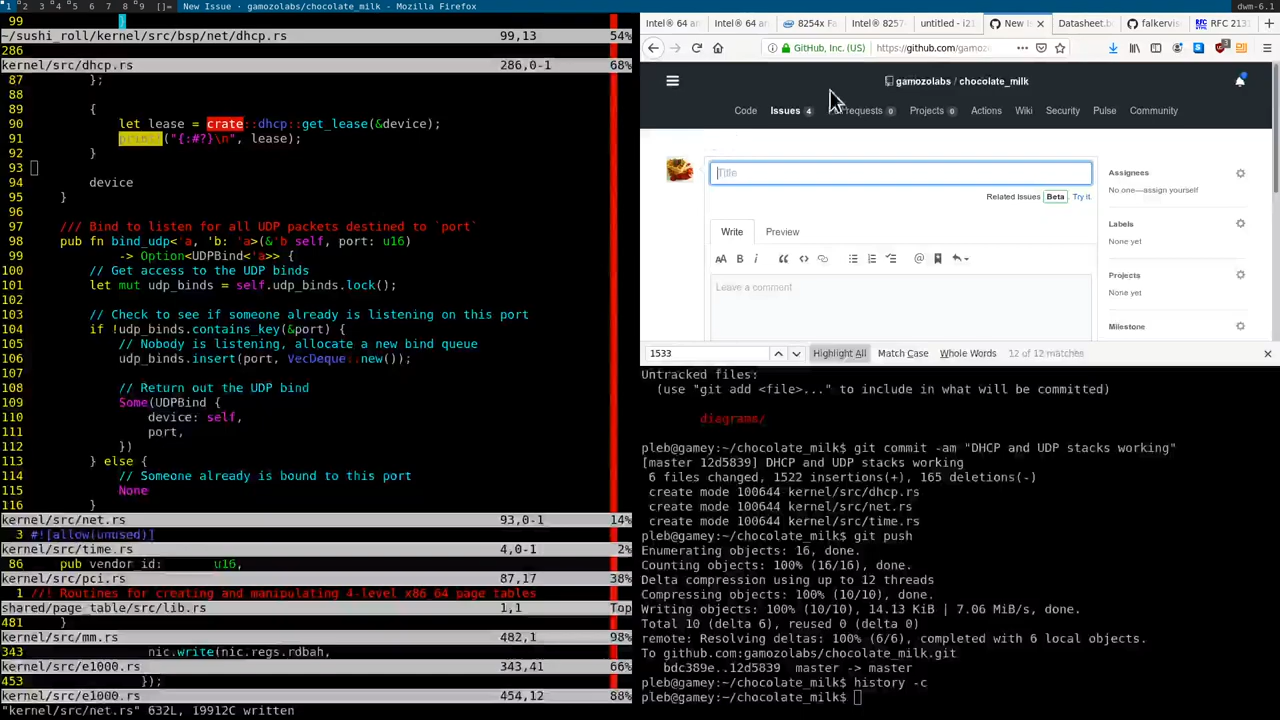 1 2 3 4 5 6 7 8 9 []= New Issue - gamozolabs/chocolate_milk - Mozilla Firefox dwm-6.1
99 }
~/sushi_roll/kernel/src/bsp/net/dhcp.rs 99,13 54%
286
kernel/src/dhcp.rs 286,0-1 68%
87 };
88
89 {
90 let lease = crate::dhcp::get_lease(&device);
91 ("{:#?}\n", lease);
92 }
93
94 device
95 }
96
97 /// Bind to listen for all UDP packets destined to `port`
98 pub fn bind_udp<'a, 'b: 'a>(&'b self, port: u16)
99 -> Option<UDPBind<'a>> {
100 // Get access to the UDP binds
101 let mut udp_binds = self.udp_binds.lock();
102
103 // Check to see if someone already is listening on this port
104 if !udp_binds.contains_key(&port) {
105 // Nobody is listening, allocate a new bind queue
106 udp_binds.insert(port, VecDeque::new());
107
108 // Return out the UDP bind
109 Some(UDPBind {
110 device: self,
111 port,
112 })
113 } else {
114 // Someone already is bound to this port
115 None
116 }
kernel/src/net.rs 93,0-1 14%
3 #![allow(unused)]
kernel/src/time.rs 4,0-1 2%
86 pub vendor_id: u16,
kernel/src/pci.rs 87,17 38%
1 //! Routines for creating and manipulating 4-level x86_64 page tables
shared/page_table/src/lib.rs 1,1 Top
481 }
kernel/src/mm.rs 482,1 98%
343 nic.write(nic.regs.rdbah,
kernel/src/e1000.rs 343,41 66%
453 });
kernel/src/e1000.rs 454,12 88%
"kernel/src/net.rs" 632L, 19912C written
Intel® 64 ar Intel® 64 an 8254x Fa Intel® 8257 untitled - i21 New Is Datasheet.b falkervis RFC 213
GitHub, Inc. (US) https://github.com/gamozo
gamozolabs / chocolate_milk
Code Issues 4 requests 0 Projects 0 Actions Wiki Security Pulse Community
Title
Related Issues Beta Try it.
Write Preview
Leave a comment
Assignees
No one—assign yourself
Labels
None yet
Projects
None yet
Milestone
1533 Highlight All Match Case Whole Words 12 of 12 matches
Untracked files:
(use "git add <file>..." to include in what will be committed)
diagrams/
pleb@gamey:~/chocolate_milk$ git commit -am "DHCP and UDP stacks working"
[master 12d5839] DHCP and UDP stacks working
6 files changed, 1522 insertions(+), 165 deletions(-)
create mode 100644 kernel/src/dhcp.rs
create mode 100644 kernel/src/net.rs
create mode 100644 kernel/src/time.rs
pleb@gamey:~/chocolate_milk$ git push
Enumerating objects: 16, done.
Counting objects: 100% (16/16), done.
Delta compression using up to 12 threads
Compressing objects: 100% (10/10), done.
Writing objects: 100% (10/10), 14.13 KiB | 7.06 MiB/s, done.
Total 10 (delta 6), reused 0 (delta 0)
remote: Resolving deltas: 100% (6/6), completed with 6 local objects.
To github.com:gamozolabs/chocolate_milk.git
bdc389e..12d5839 master -> master
pleb@gamey:~/chocolate_milk$ history -c
pleb@gamey:~/chocolate_milk$